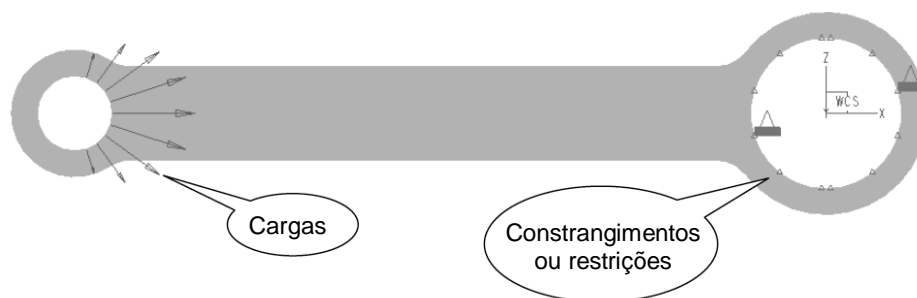 Z
WCS
X
Cargas
Constrangimentos
ou restrições